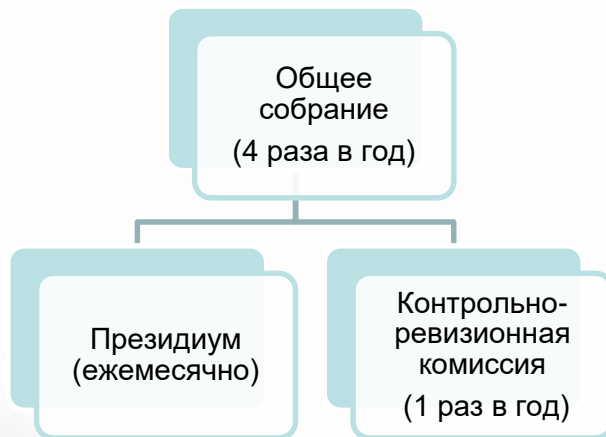 Общее
собрание
(4 раза в год)
Президиум
(ежемесячно)
Контрольно-
ревизионная
комиссия
(1 раз в год)